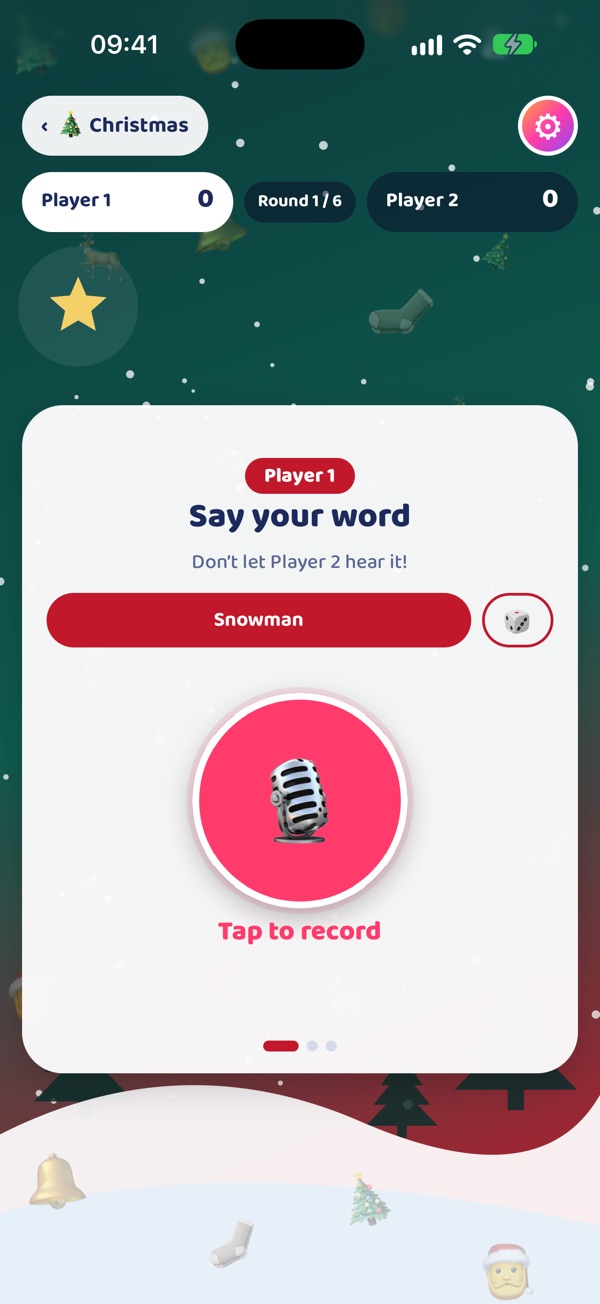 09:41
‹ Christmas
Player 1 0
Round 1 / 6
Player 2 0
Player 1
Say your word
Don't let Player 2 hear it!
Snowman
Tap to record